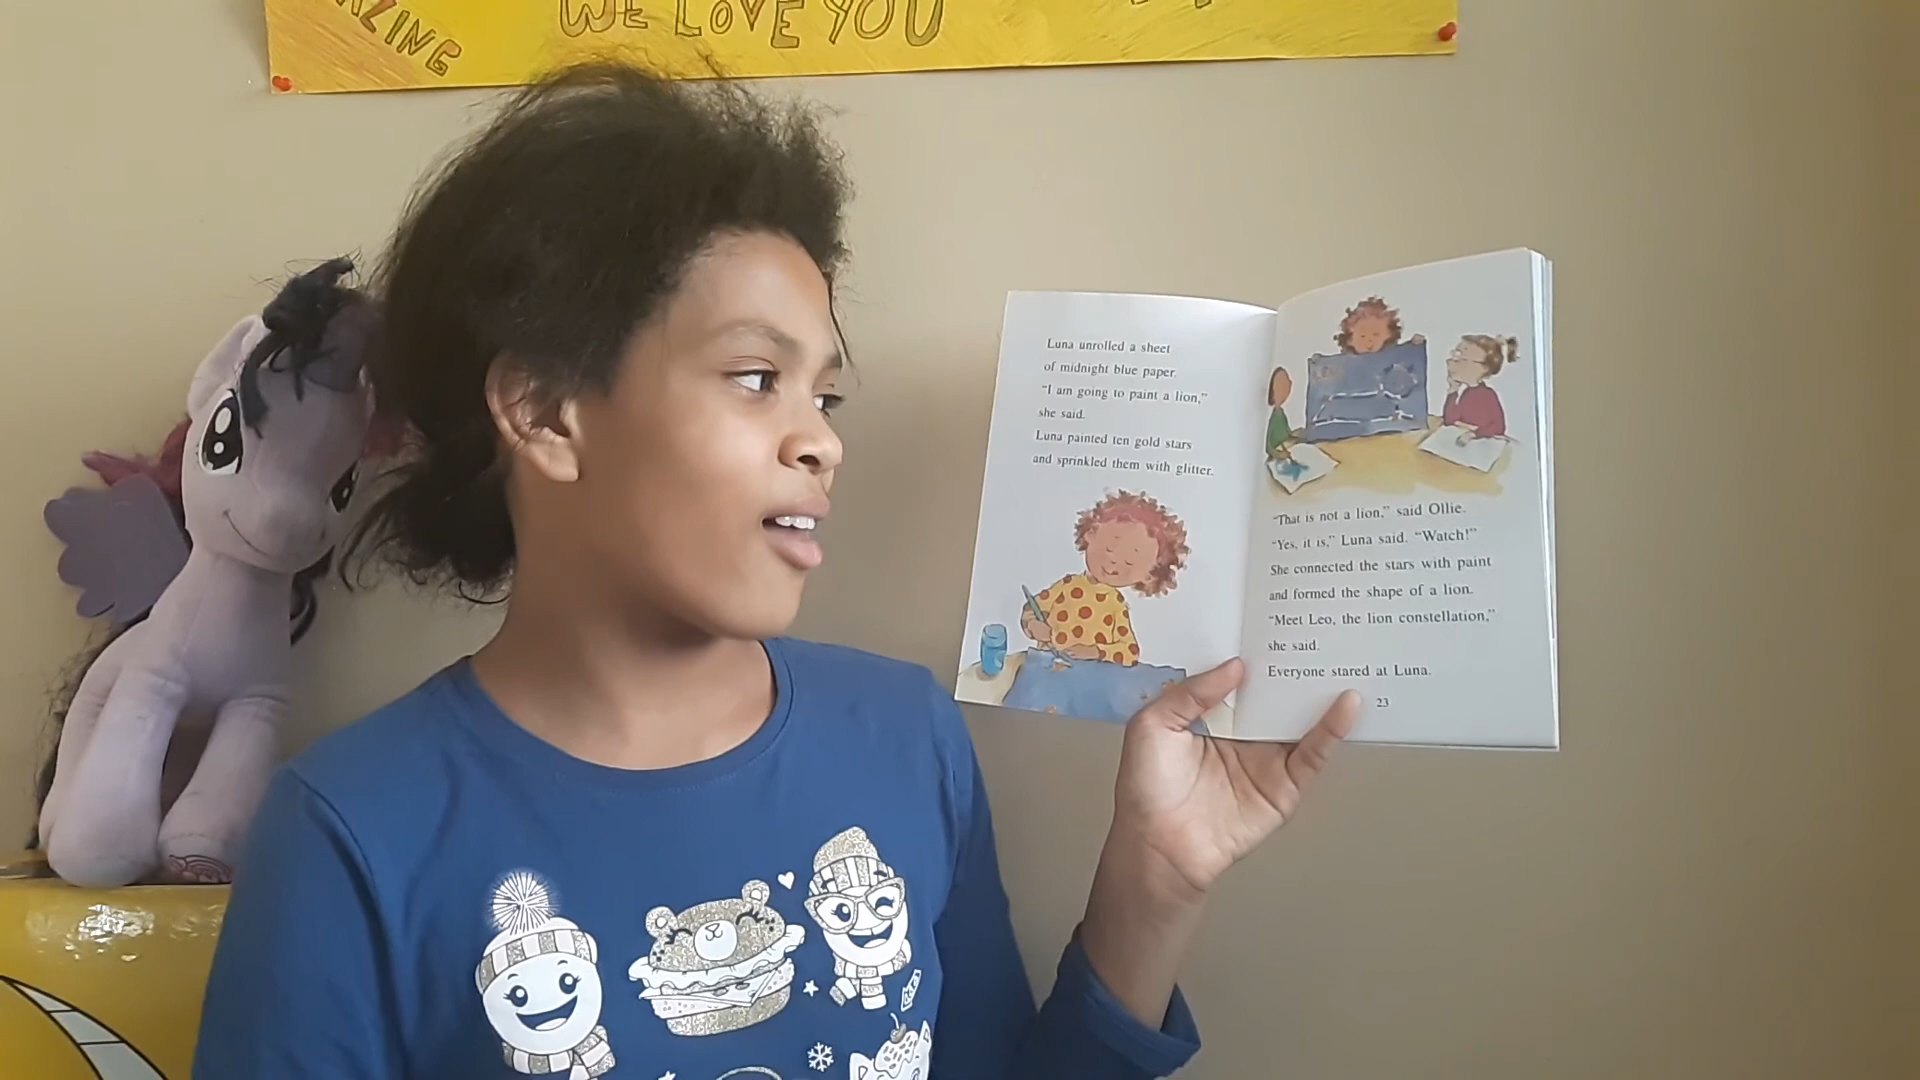 AZING
WE LOVE YOU
Luna unrolled a sheet
of midnight blue paper.
"I am going to paint a lion,"
she said.
Luna painted ten gold stars
and sprinkled them with glitter.
"That is not a lion," said Ollie.
"Yes, it is," Luna said. "Watch!"
She connected the stars with paint
and formed the shape of a lion.
"Meet Leo, the lion constellation,"
she said.
Everyone stared at Luna.
23